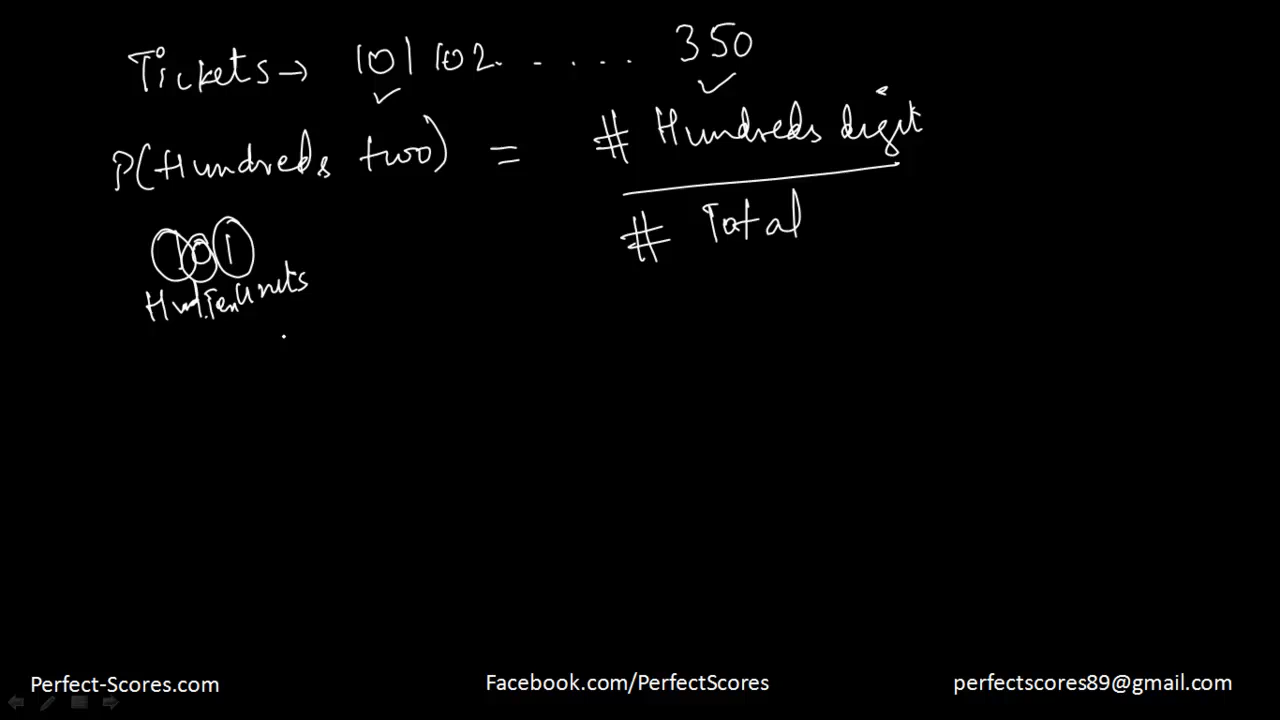 Tickets → 101 102. . . . . . 350
P(Hundreds two) = # Hundreds digit
# Total
101
Hund Ten Units
Perfect-Scores.com
Facebook.com/PerfectScores
perfectscores89@gmail.com